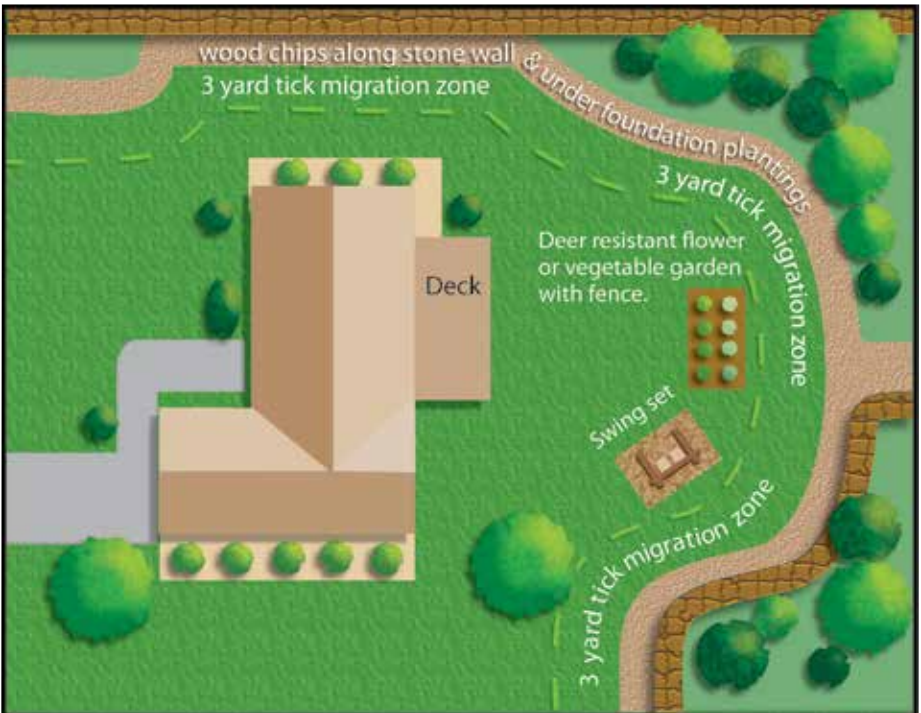 wood chips along stone wall & under foundation plantings
3 yard tick migration zone
3 yard tick migration zone
Deer resistant flower
or vegetable garden
with fence.
Deck
Swing set
3 yard tick migration zone